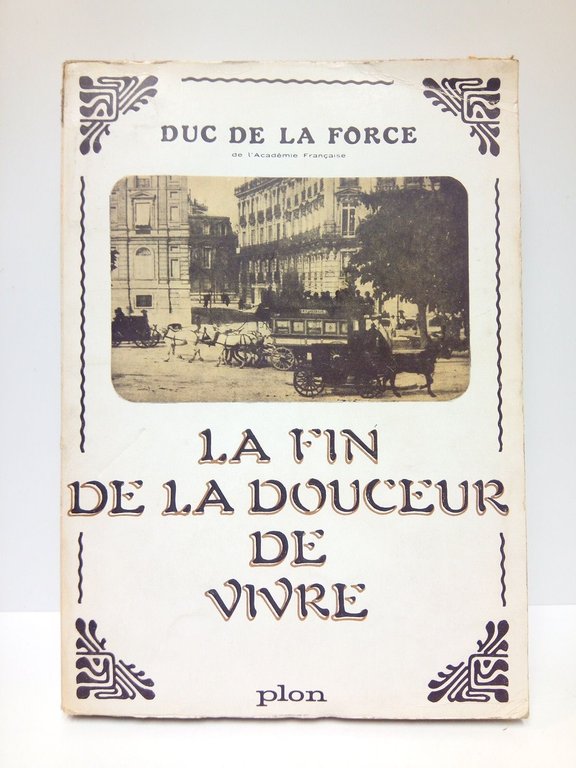 DUC DE LA FORCE
de l'Académie Française
LA FIN
DE LA DOUCEUR
DE
VIVRE
plon